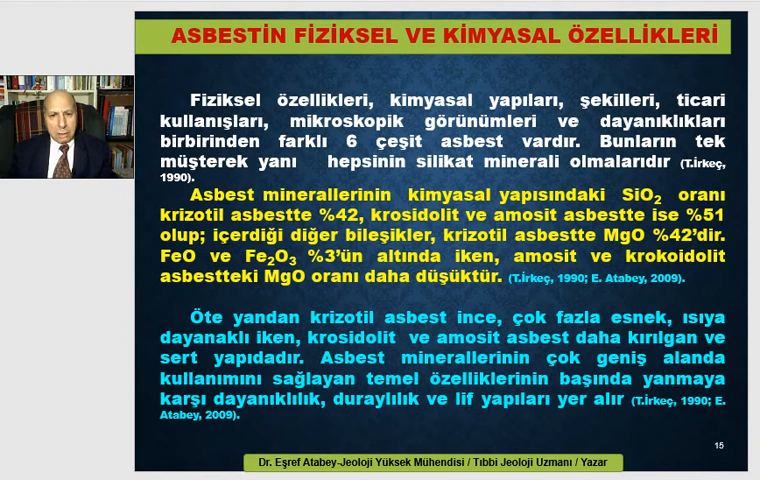 ASBESTİN FİZİKSEL VE KİMYASAL ÖZELLİKLERİ
Fiziksel özellikleri, kimyasal yapıları, şekilleri, ticari
kullanışları, mikroskopik görünümleri ve dayanıklıkları
birbirinden farklı 6 çeşit asbest vardır. Bunların tek
müşterek yanı hepsinin silikat minerali olmalarıdır (T.İrkeç,
1990).
Asbest minerallerinin kimyasal yapısındaki SiO₂ oranı
krizotil asbestte %42, krosidolit ve amosit asbestte ise %51
olup; içerdiği diğer bileşikler, krizotil asbestte MgO %42’dir.
FeO ve Fe₂O₃ %3’ün altında iken, amosit ve krokoidolit
asbestteki MgO oranı daha düşüktür. (T.İrkeç, 1990; E. Atabey, 2009).
Öte yandan krizotil asbest ince, çok fazla esnek, ısıya
dayanaklı iken, krosidolit ve amosit asbest daha kırılgan ve
sert yapıdadır. Asbest minerallerinin çok geniş alanda
kullanımını sağlayan temel özelliklerinin başında yanmaya
karşı dayanıklılık, duraylılık ve lif yapıları yer alır (T.İrkeç, 1990; E.
Atabey, 2009).
15
Dr. Eşref Atabey-Jeoloji Yüksek Mühendisi / Tıbbi Jeoloji Uzmanı / Yazar